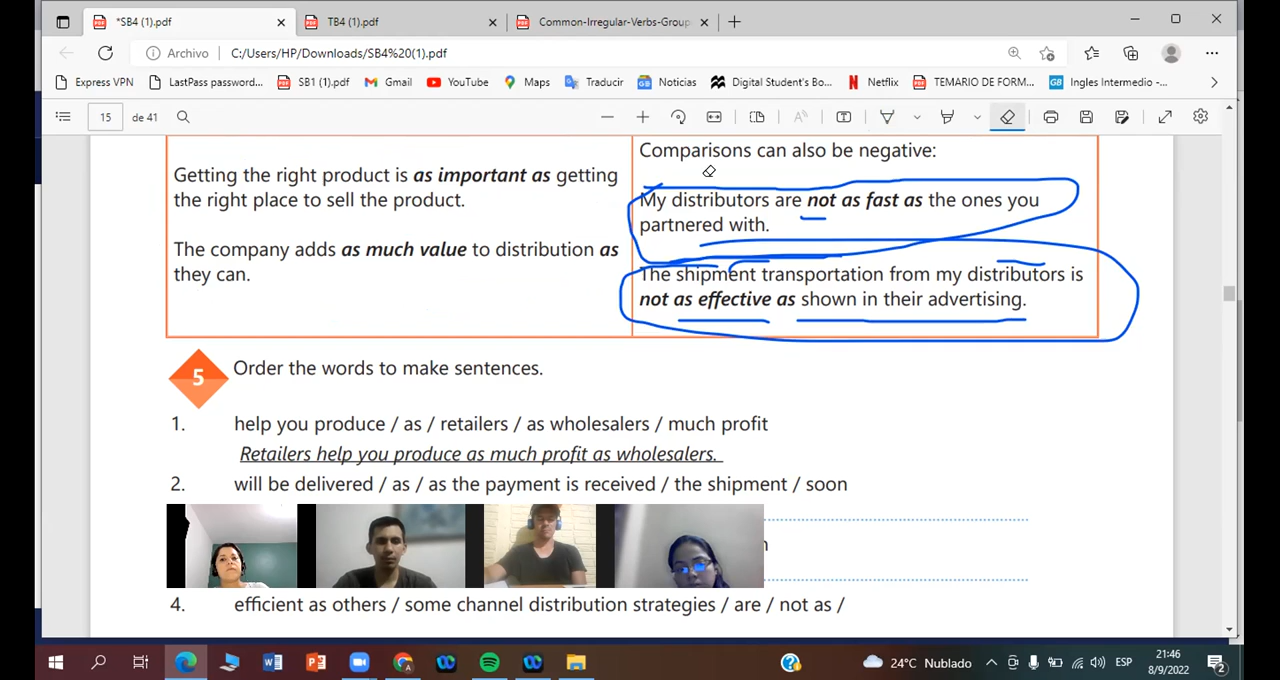 *SB4 (1).pdf
TB4 (1).pdf
Common-Irregular-Verbs-Group
Archivo
C:/Users/HP/Downloads/SB4%20(1).pdf
Express VPN
LastPass password...
SB1 (1).pdf
Gmail
YouTube
Maps
Traducir
Noticias
Digital Student's Bo...
Netflix
TEMARIO DE FORM...
Ingles Intermedio -...
15
de 41
Getting the right product is as important as getting
the right place to sell the product.
The company adds as much value to distribution as
they can.
Comparisons can also be negative:
My distributors are not as fast as the ones you
partnered with.
The shipment transportation from my distributors is
not as effective as shown in their advertising.
5
Order the words to make sentences.
1. help you produce / as / retailers / as wholesalers / much profit
Retailers help you produce as much profit as wholesalers.
2. will be delivered / as / as the payment is received / the shipment / soon
4. efficient as others / some channel distribution strategies / are / not as /
24°C Nublado
ESP
21:46
8/9/2022
2